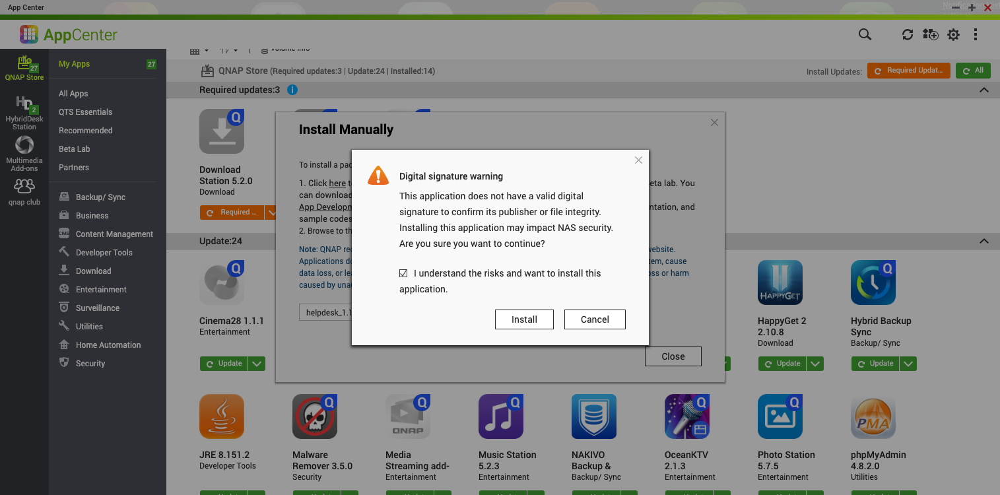 App Center
AppCenter
27
QNAP Store
2
HybridDesk
Station
Multimedia
Add-ons
qnap club
My Apps
27
All Apps
QTS Essentials
Recommended
Beta Lab
Partners
Backup/ Sync
Business
CMS
Content Management
Developer Tools
Download
Entertainment
Surveillance
Utilities
Home Automation
Security
Volume Info
QNAP Store (Required updates:3 | Update:24 | Installed:14)
Install Updates:
Required Updat...
All
Required updates:3
Download
Station 5.2.0
Download
Required ...
Install Manually
To install a pac
1. Click here t
eta lab. You
can download
App Developm
ntation, and
sample codes
2. Browse to th
Note: QNAP re
website.
Applications do
tem, cause
data loss, or le
oss or harm
caused by una
helpdesk_1.1
Close
Digital signature warning
This application does not have a valid digital
signature to confirm its publisher or file integrity.
Installing this application may impact NAS security.
Are you sure you want to continue?
I understand the risks and want to install this
application.
Install
Cancel
Update:24
Cinema28 1.1.1
Entertainment
Update
HAPPYGET
HappyGet 2
2.10.8
Download
Update
Hybrid Backup
Sync
Backup/ Sync
Update
JRE 8.151.2
Developer Tools
Malware
Remover 3.5.0
Security
QNAP
Media
Streaming add-
Entertainment
Music Station
5.2.3
Entertainment
NAKIVO
Backup &
Backup/ Sync
OceanKTV
2.1.3
Entertainment
Photo Station
5.7.5
Entertainment
PMA
phpMyAdmin
4.8.2.0
Utilities